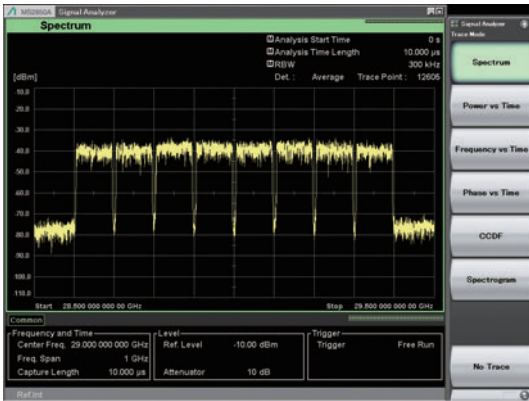 MS2850A Signal Analyzer
Spectrum
Analysis Start Time 0 s
Analysis Time Length 10.000 µs
RBW 300 kHz
Det. : Average Trace Point : 12605
[dBm]
-10.0
-20.0
-30.0
-40.0
-50.0
-60.0
-70.0
-80.0
-90.0
-100.0
-110.0
Start 28.500 000 000 00 GHz Stop 29.500 000 000 00 GHz
Common
Frequency and Time
Center Freq. 29.000 000 000 GHz
Freq. Span 1 GHz
Capture Length 10.000 µs
Level
Ref. Level -10.00 dBm
Attenuator 10 dB
Trigger
Trigger Free Run
Ref.Int
Signal Analyzer
Trace Mode
Spectrum
Power vs Time
Frequency vs Time
Phase vs Time
CCDF
Spectrogram
No Trace